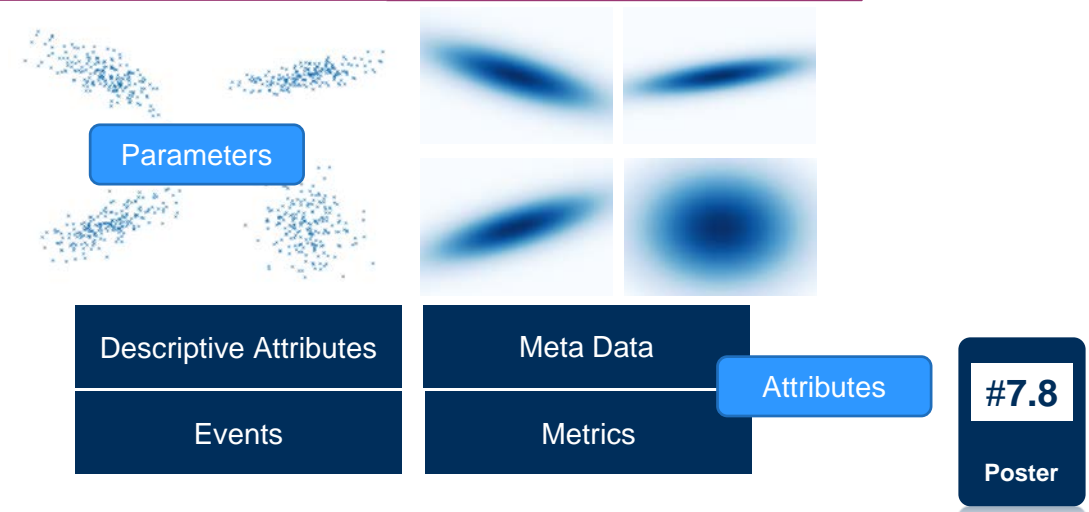 Parameters
Descriptive Attributes
Meta Data
Attributes
Events
Metrics
#7.8
Poster